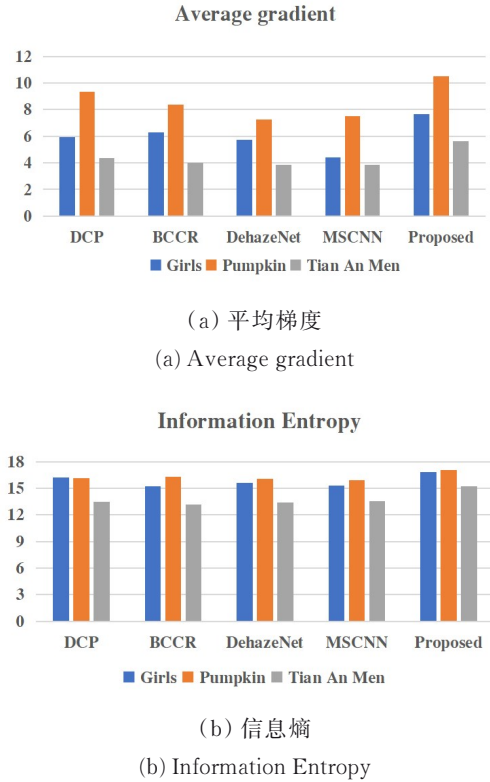 Average gradient
12
10
8
6
4
2
0
DCP BCCR DehazeNet MSCNN Proposed
Girls Pumpkin Tian An Men
(a) 平均梯度
(a) Average gradient
Information Entropy
18
15
12
9
6
3
0
DCP BCCR DehazeNet MSCNN Proposed
Girls Pumpkin Tian An Men
(b) 信息熵
(b) Information Entropy